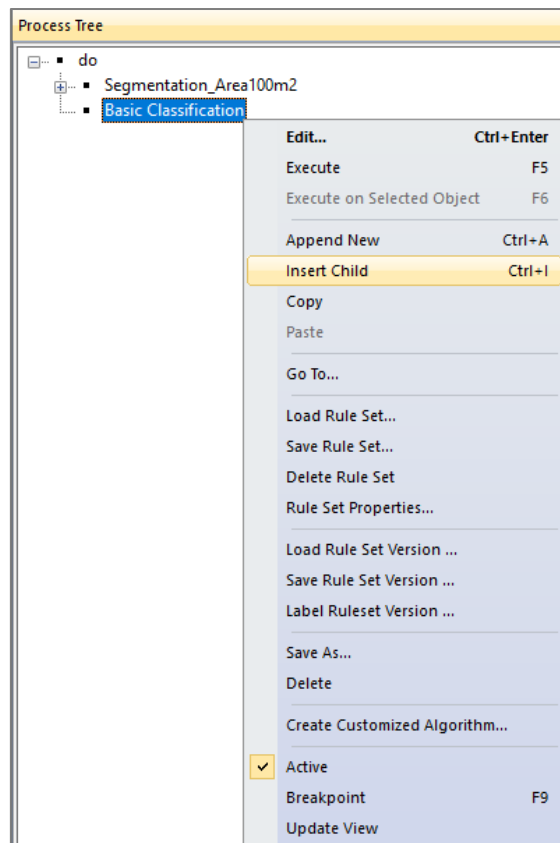 Process Tree
do
Segmentation_Area100m2
Basic Classification
Edit... Ctrl+Enter
Execute F5
Execute on Selected Object F6
Append New Ctrl+A
Insert Child Ctrl+I
Copy
Paste
Go To...
Load Rule Set...
Save Rule Set...
Delete Rule Set
Rule Set Properties...
Load Rule Set Version ...
Save Rule Set Version ...
Label Ruleset Version ...
Save As...
Delete
Create Customized Algorithm...
Active
Breakpoint F9
Update View